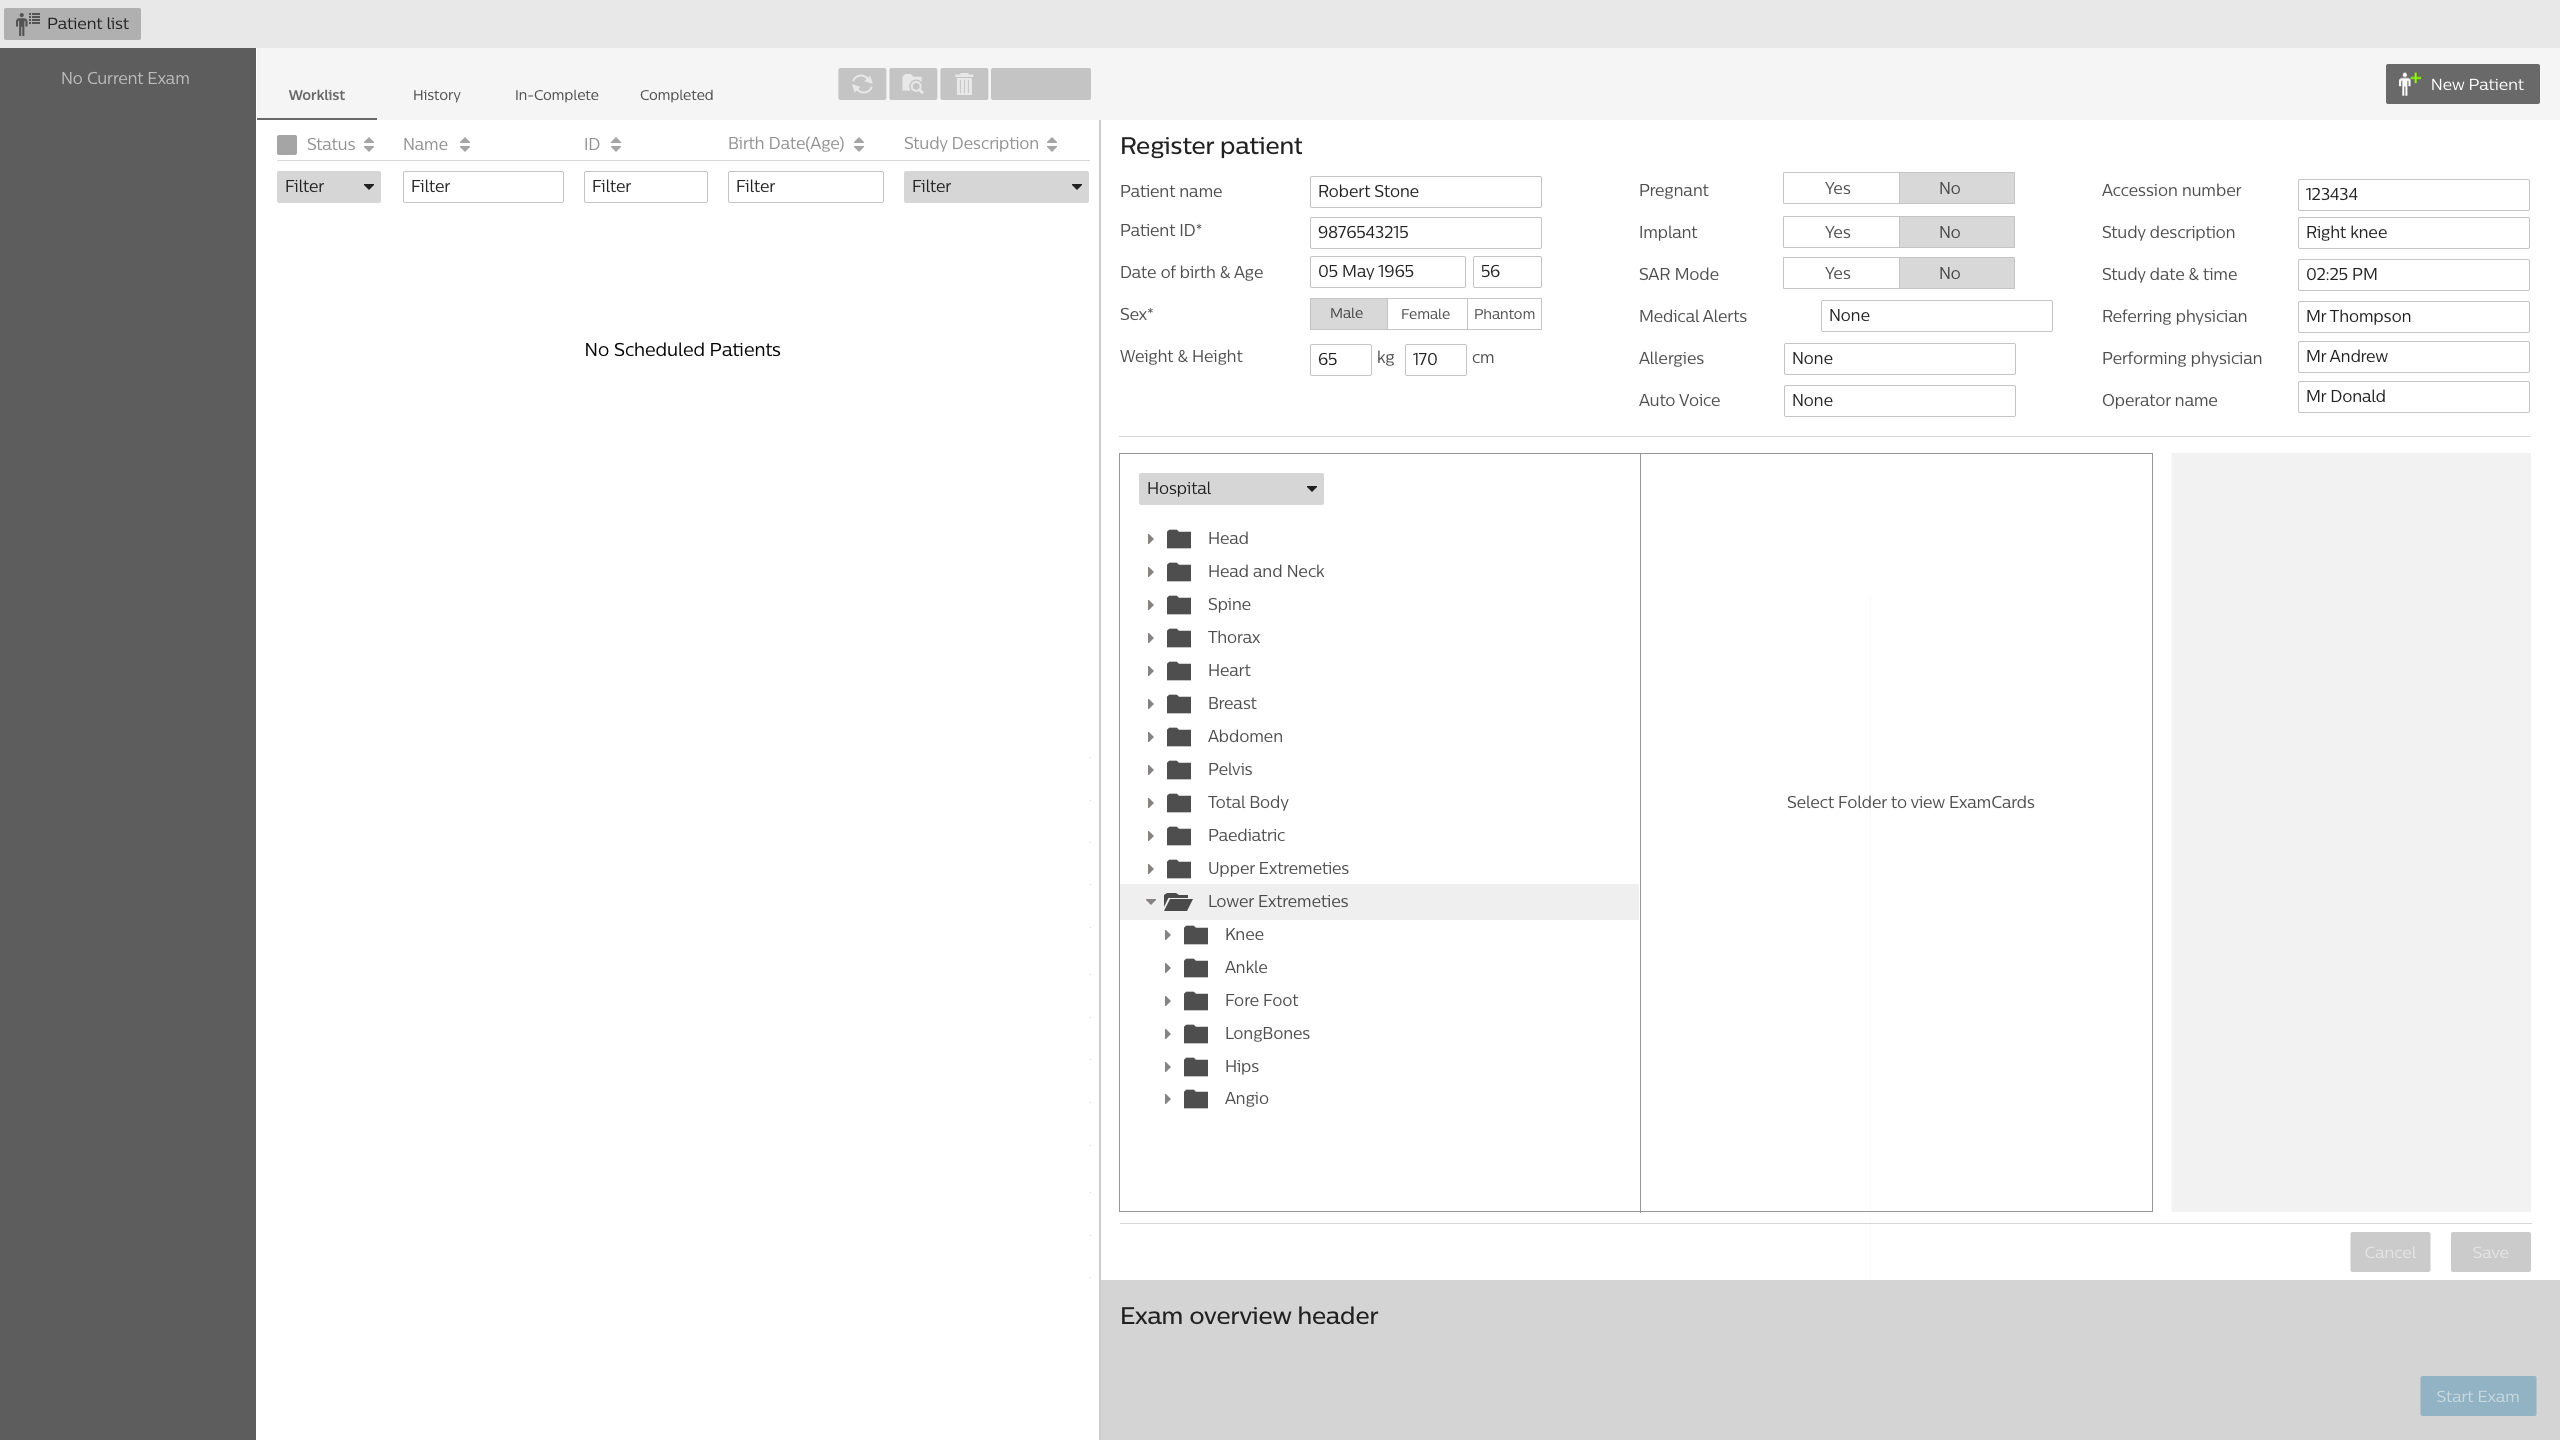 Patient list
No Current Exam
Worklist History In-Complete Completed
New Patient
Status Name ID Birth Date(Age) Study Description
Filter Filter Filter Filter Filter
No Scheduled Patients
Register patient
Patient name Robert Stone
Patient ID* 9876543215
Date of birth & Age 05 May 1965 56
Sex* Male Female Phantom
Weight & Height 65 kg 170 cm
Pregnant Yes No
Implant Yes No
SAR Mode Yes No
Medical Alerts None
Allergies None
Auto Voice None
Accession number 123434
Study description Right knee
Study date & time 02:25 PM
Referring physician Mr Thompson
Performing physician Mr Andrew
Operator name Mr Donald
Hospital
Head
Head and Neck
Spine
Thorax
Heart
Breast
Abdomen
Pelvis
Total Body
Paediatric
Upper Extremeties
Lower Extremeties
Knee
Ankle
Fore Foot
LongBones
Hips
Angio
Select Folder to view ExamCards
Cancel Save
Exam overview header
Start Exam